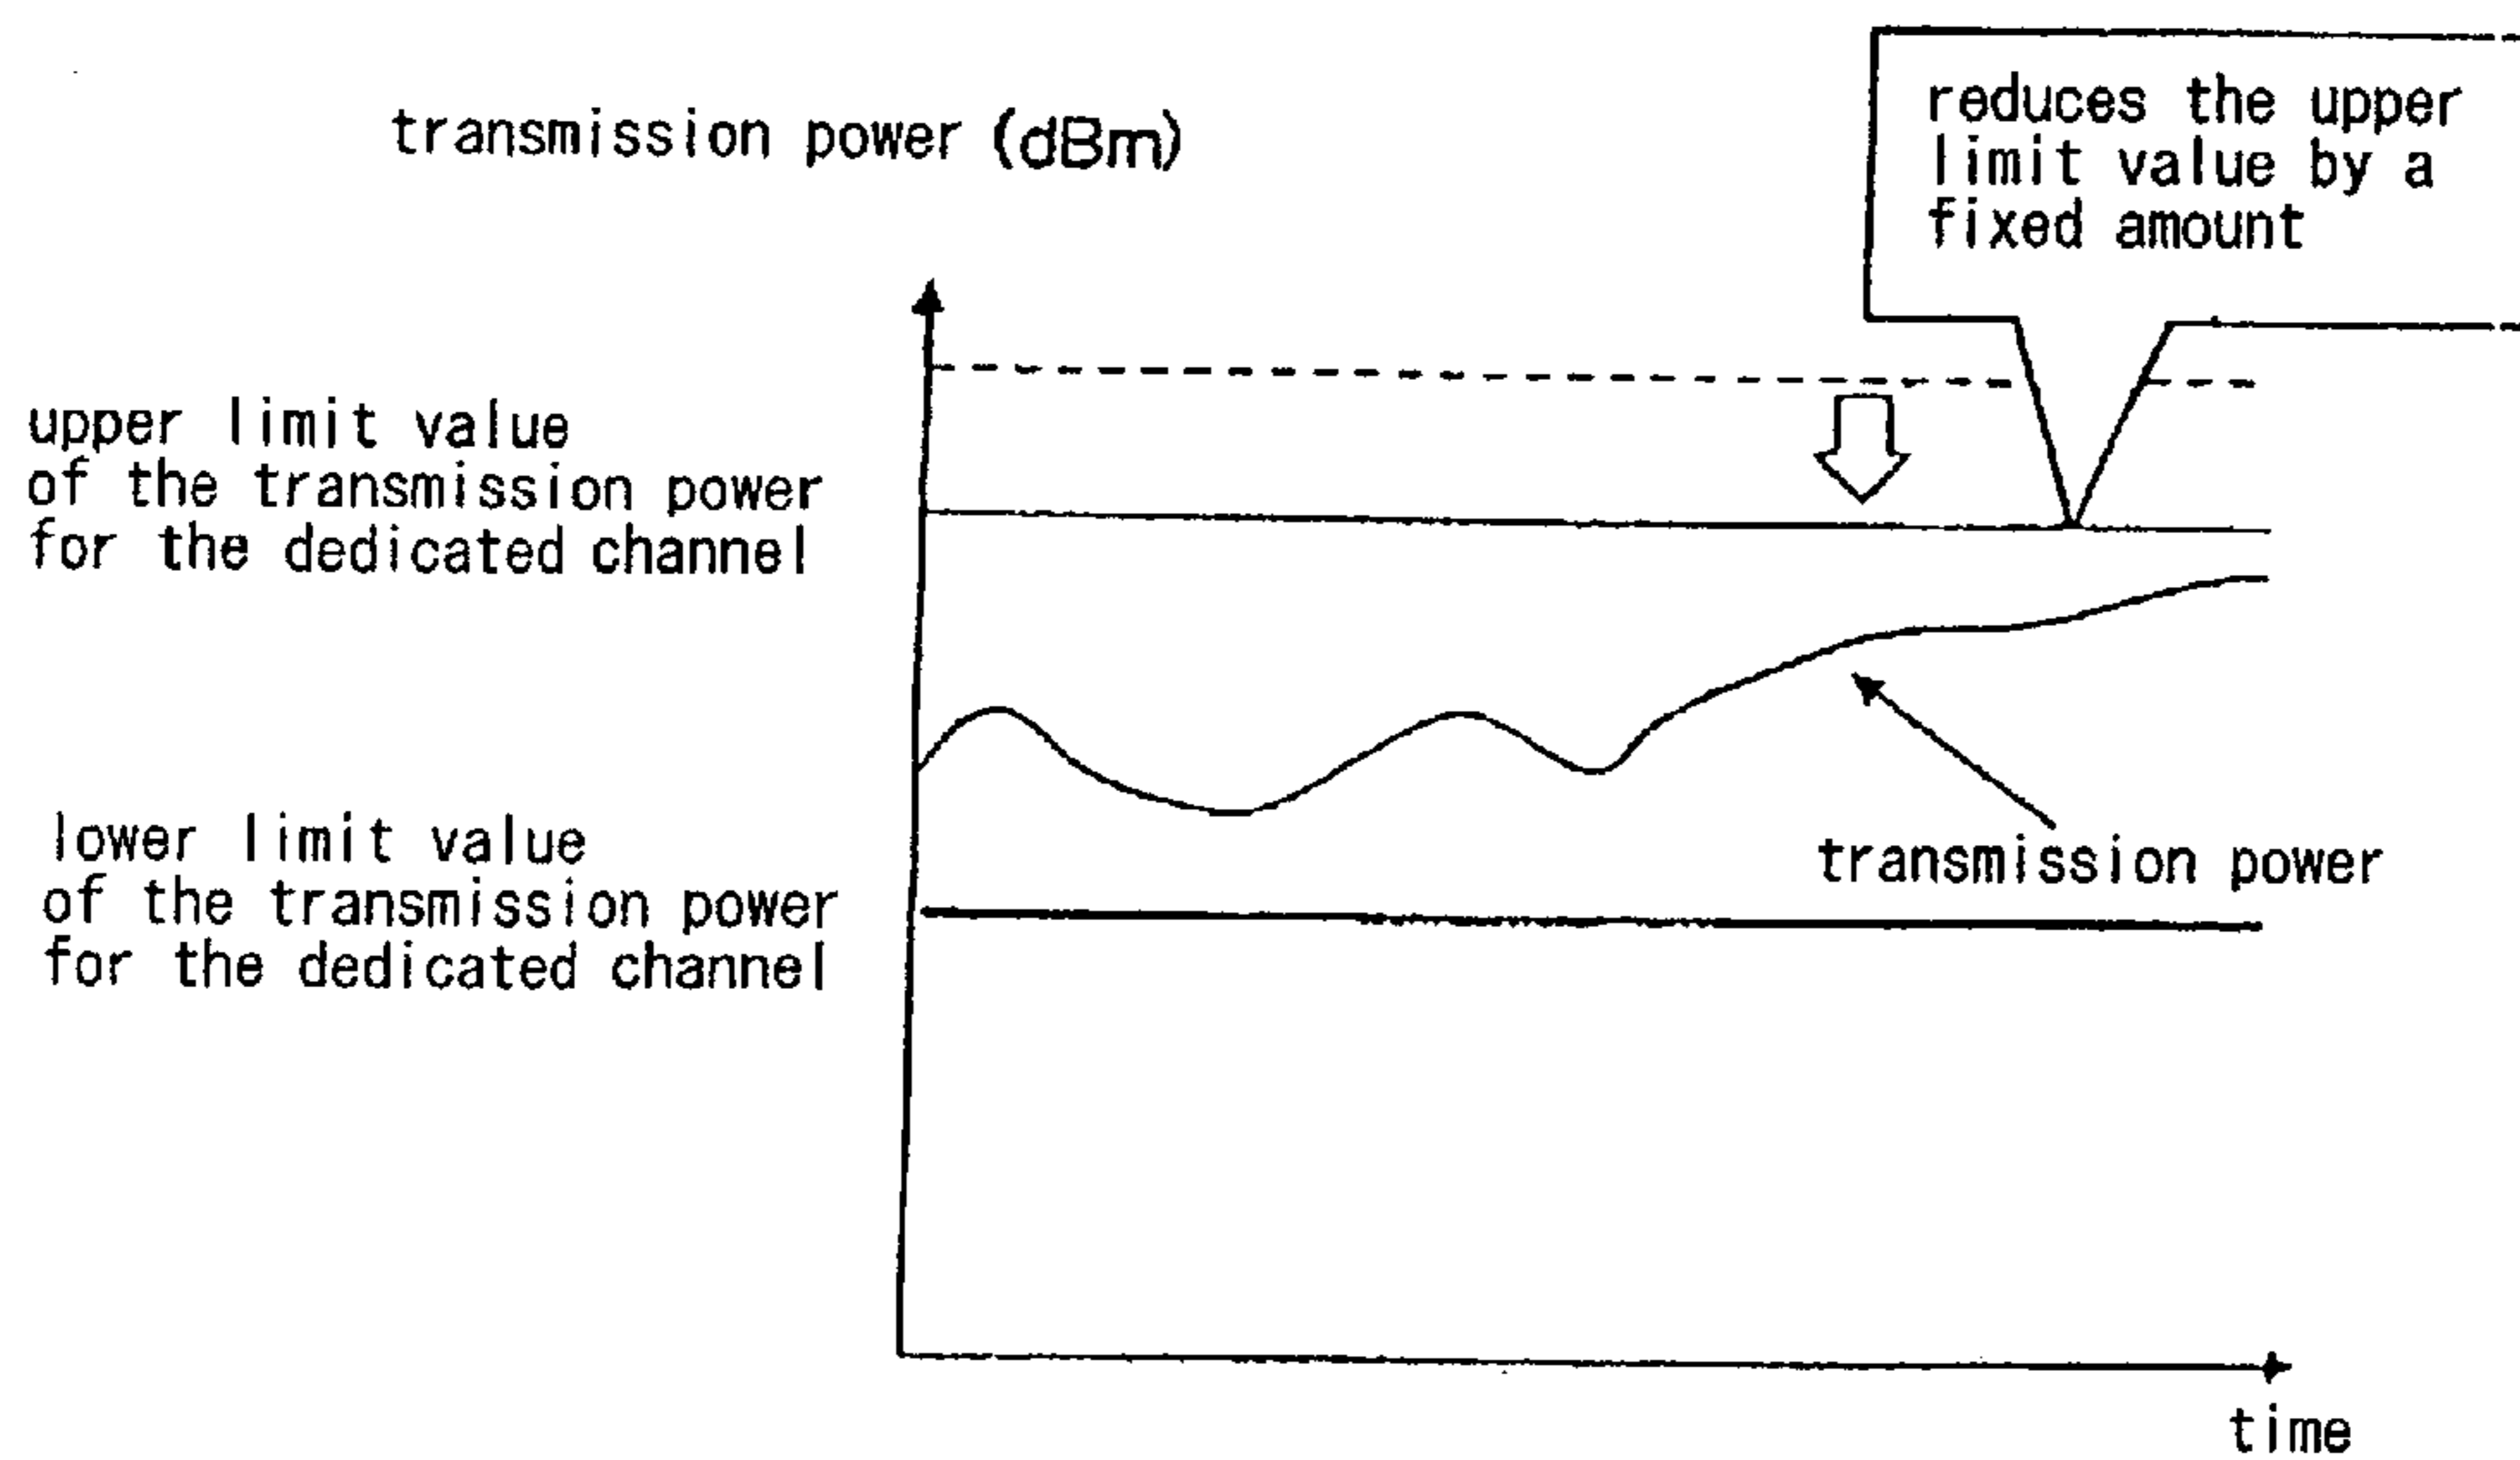 transmission power (dBm)
reduces the upper
limit value by a
fixed amount
upper limit value
of the transmission power
for the dedicated channel
lower limit value
of the transmission power
for the dedicated channel
transmission power
time